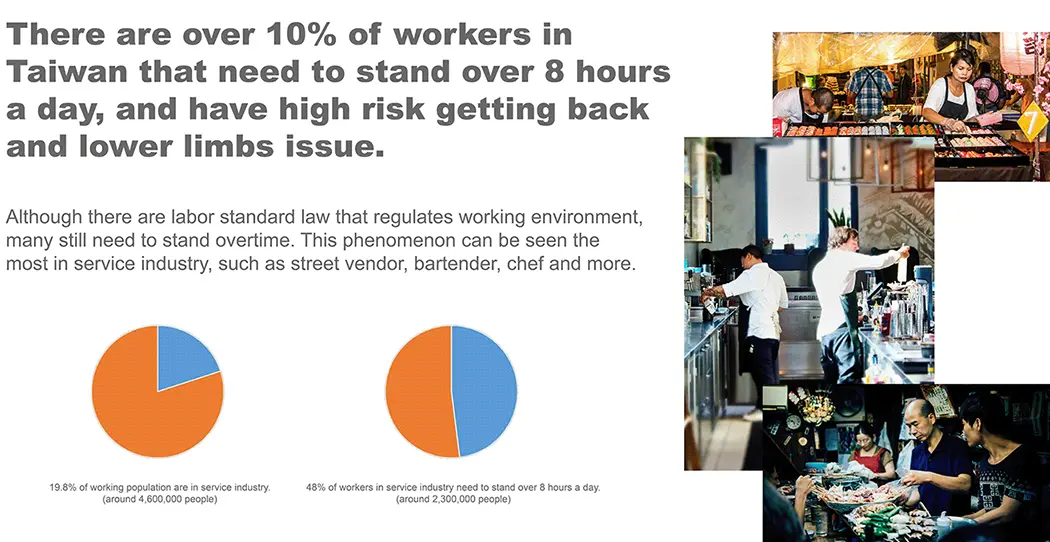 There are over 10% of workers in
Taiwan that need to stand over 8 hours
a day, and have high risk getting back
and lower limbs issue.
Although there are labor standard law that regulates working environment,
many still need to stand overtime. This phenomenon can be seen the
most in service industry, such as street vendor, bartender, chef and more.
19.8% of working population are in service industry.
(around 4,600,000 people)
48% of workers in service industry need to stand over 8 hours a day.
(around 2,300,000 people)
7